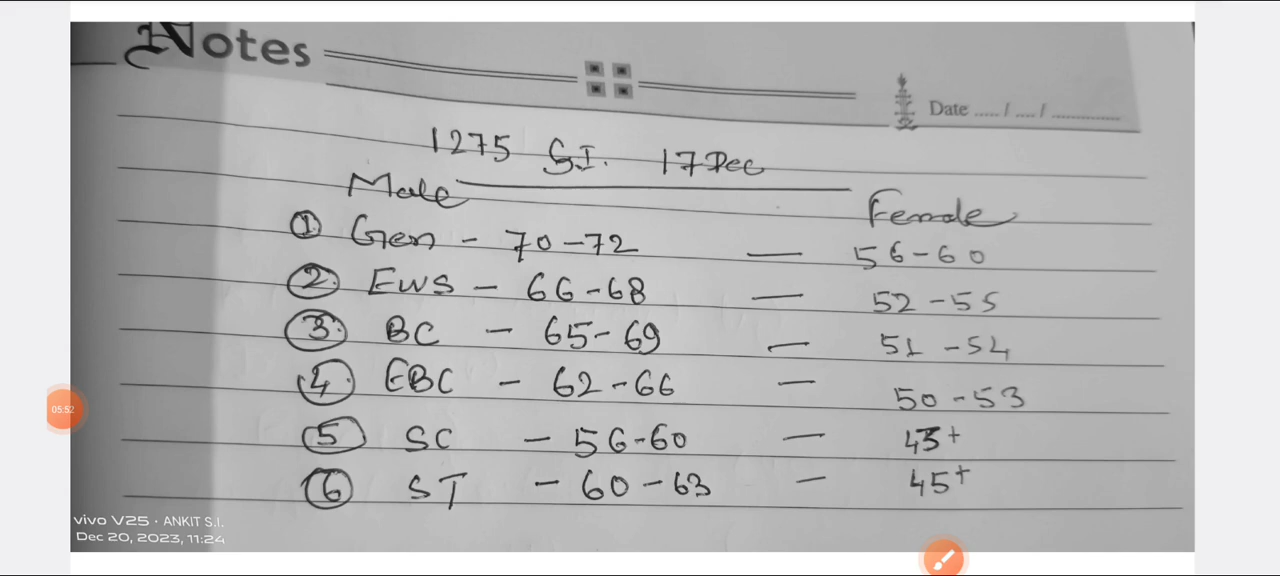 Notes
Date ...../...../...............
1275 S.I. 17 Dec
Male Female
① Gen - 70-72 — 56-60
② EWS - 66-68 — 52-55
③ BC - 65-69 — 51-54
④ EBC - 62-66 — 50-53
⑤ SC - 56-60 — 43+
⑥ ST - 60-63 — 45+
05:52
vivo V25 · ANKIT S.I.
Dec 20, 2023, 11:24